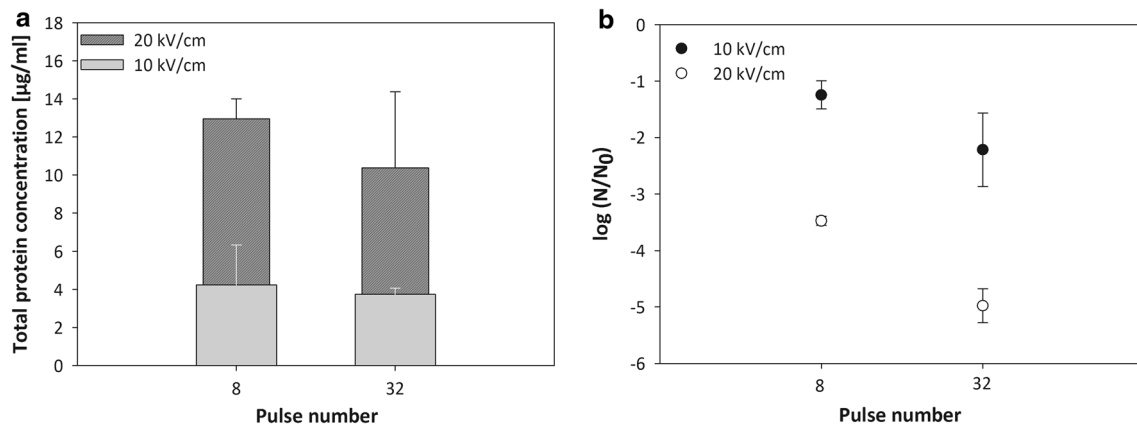 a
18
16
14
12
10
8
6
4
2
0
Total protein concentration [µg/ml]
20 kV/cm
10 kV/cm
8
32
Pulse number
b
0
-1
-2
-3
-4
-5
-6
log (N/N0)
10 kV/cm
20 kV/cm
8
32
Pulse number